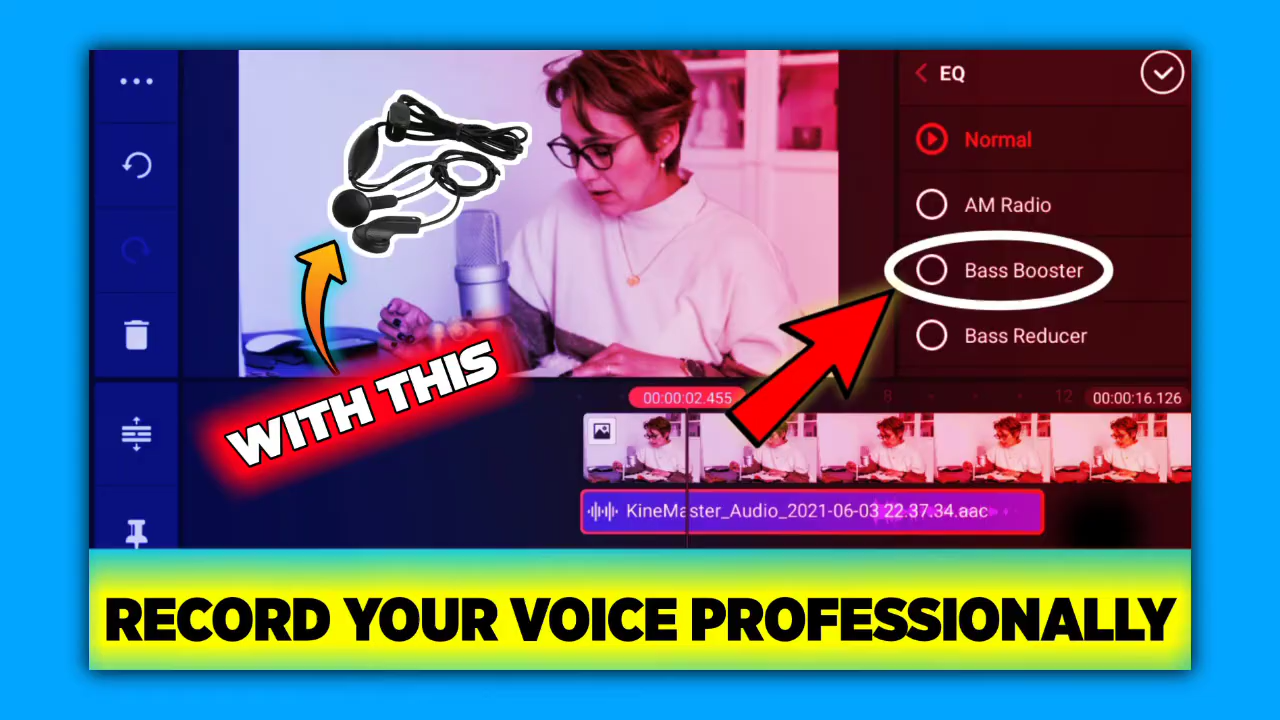 EQ
Normal
AM Radio
Bass Booster
Bass Reducer
WITH THIS
00:00:02.455
8
12
00:00:16.126
KineMaster_Audio_2021-06-03 22.37.34.aac
RECORD YOUR VOICE PROFESSIONALLY